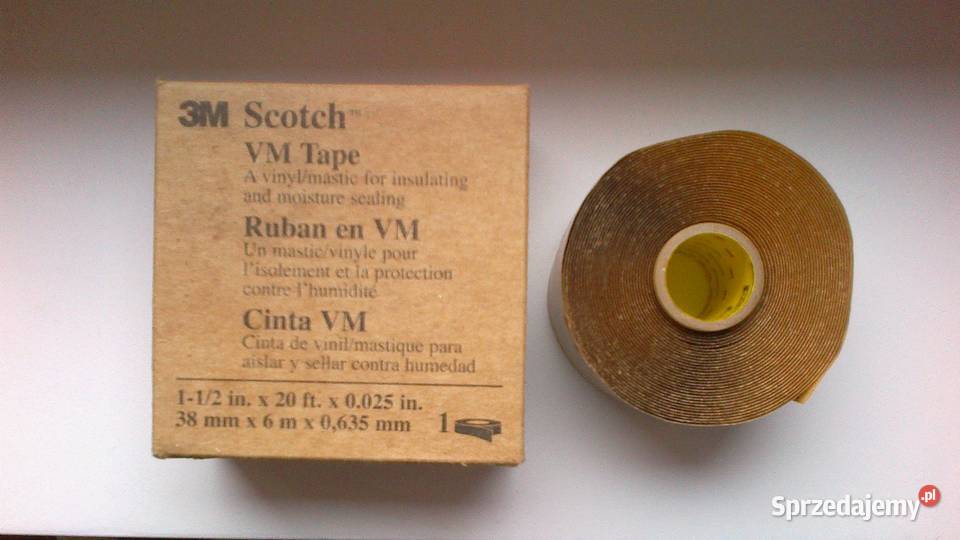 3M Scotch™
VM Tape
A vinyl/mastic for insulating
and moisture sealing
Ruban en VM
Un mastic/vinyle pour
l'isolement et la protection
contre l'humidité
Cinta VM
Cinta de vinil/mastique para
aislar y sellar contra humedad
1-1/2 in. x 20 ft. x 0.025 in.
38 mm x 6 m x 0,635 mm 1
Sprzedajemy.pl